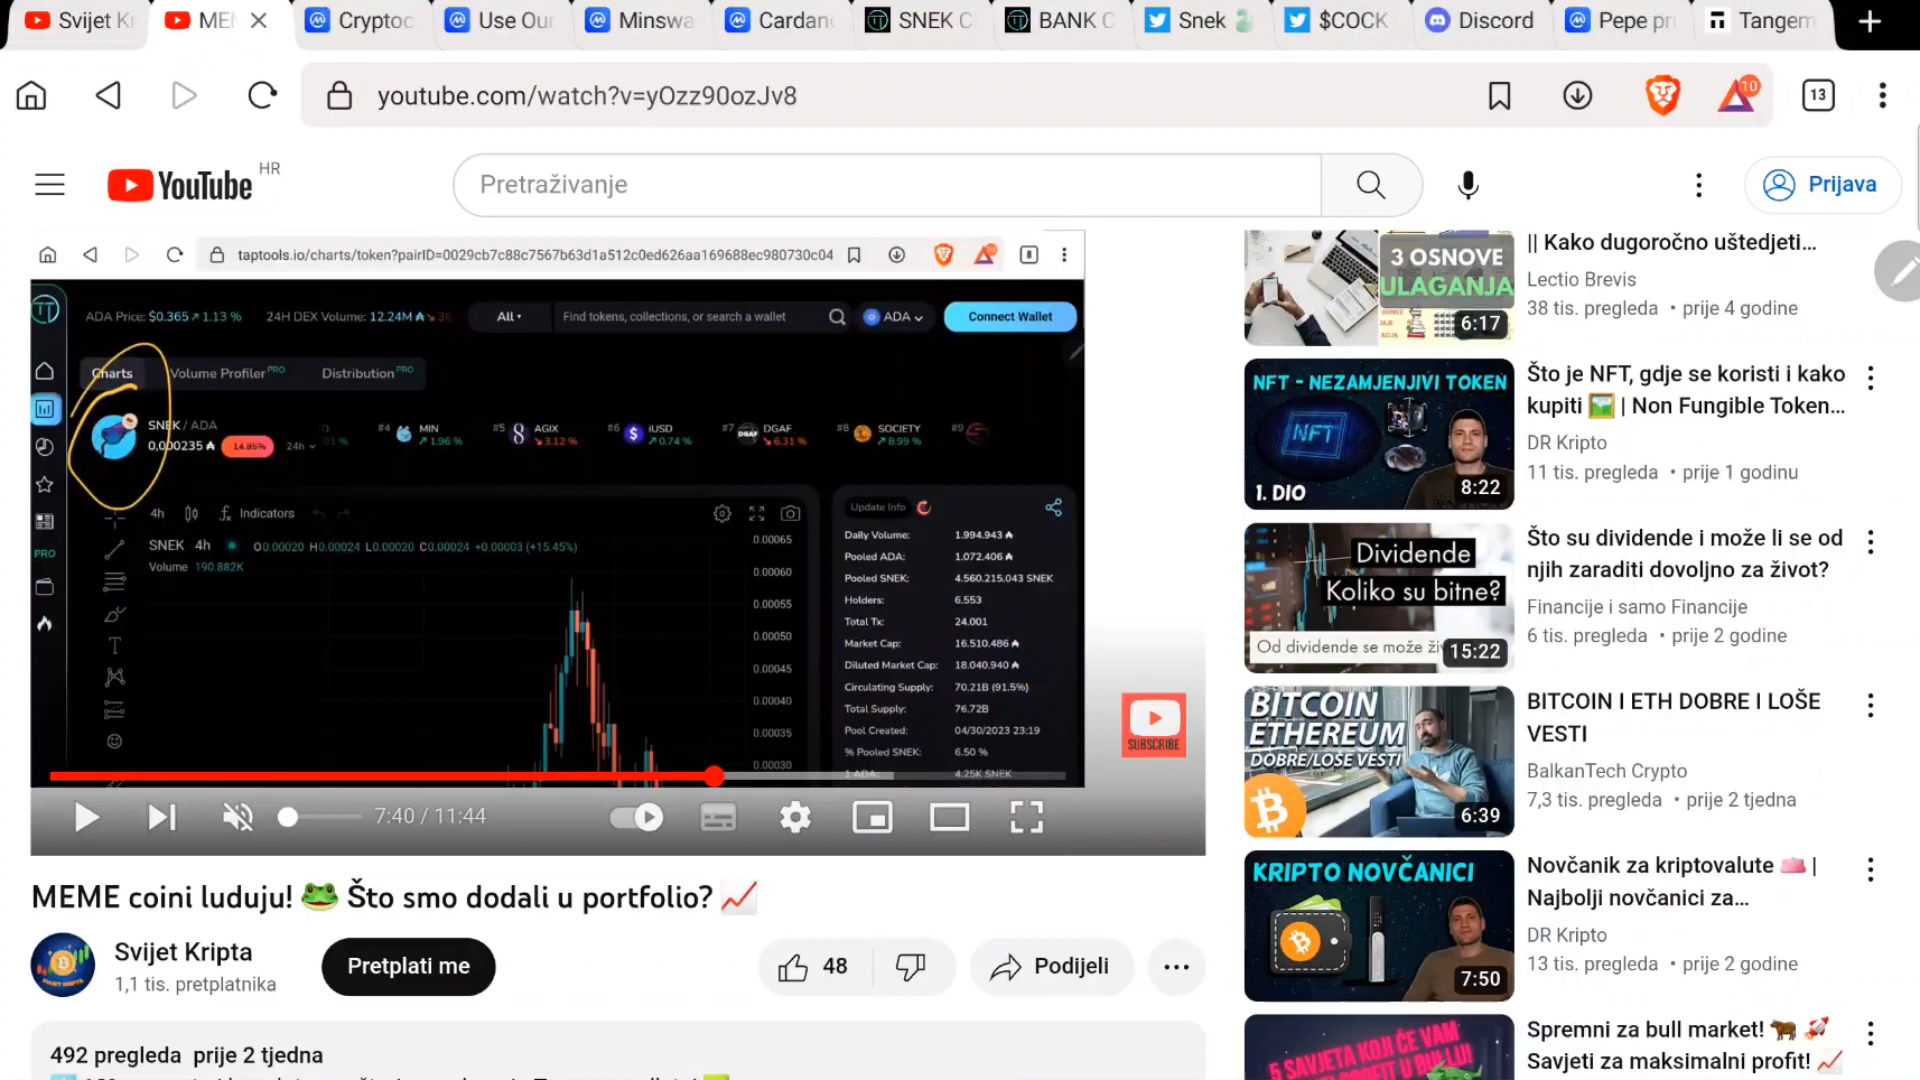 Svijet Kr
ME
Cryptoc
Use Our
Minswa
Cardan
SNEK C
BANK C
Snek
$COCK
Discord
Pepe pr
Tangem
youtube.com/watch?v=yOzz90ozJv8
10
13
YouTube HR
Pretraživanje
Prijava
taptools.io/charts/token?pairID=0029cb7c88c7567b63d1a512c0ed626aa169688ec980730c04
8
ADA Price: $0.365 1.13 %
24H DEX Volume: 12.24M
All
Find tokens, collections, or search a wallet
ADA
Connect Wallet
Charts
Volume Profiler PRO
Distribution PRO
SNEK / ADA
0,000235 ₳ 14.85% 24h
#4 MIN 1.96 %
#5 AGIX 3.12 %
#6 iUSD 0.74 %
#7 DGAF 6.31 %
#8 SOCIETY 8.99 %
#9
PRO
4h
Indicators
SNEK 4h O0.00020 H0.00024 L0.00020 C0.00024 +0.00003 (+15.45%)
Volume 190.882K
0.00065
0.00060
0.00055
0.00050
0.00045
0.00040
0.00035
0.00030
Update Info
Daily Volume: 1.994.943 ₳
Pooled ADA: 1.072.406 ₳
Pooled SNEK: 4.560.215.043 SNEK
Holders: 6.553
Total Tx: 24.001
Market Cap: 16.510.486 ₳
Diluted Market Cap: 18.040.940 ₳
Circulating Supply: 70.21B (91.5%)
Total Supply: 76.72B
Pool Created: 04/30/2023 23:19
% Pooled SNEK: 6.50 %
1 ADA: 4.25K SNEK
SUBSCRIBE
7:40 / 11:44
MEME coini luduju! 🐸 Što smo dodali u portfolio? 📈
Svijet Kripta
1,1 tis. pretplatnika
Pretplati me
48
Podijeli
492 pregleda prije 2 tjedna
3 OSNOVE
ULAGANJA
6:17
|| Kako dugoročno uštedjeti...
Lectio Brevis
38 tis. pregleda • prije 4 godine
NFT - NEZAMJENJIVI TOKEN
NFT
1. DIO
8:22
Što je NFT, gdje se koristi i kako
kupiti 🖼️ | Non Fungible Token...
DR Kripto
11 tis. pregleda • prije 1 godinu
Dividende
Koliko su bitne?
Od dividende se može ži
15:22
Što su dividende i može li se od
njih zaraditi dovoljno za život?
Financije i samo Financije
6 tis. pregleda • prije 2 godine
BITCOIN
ETHEREUM
DOBRE/LOŠE VESTI
6:39
BITCOIN I ETH DOBRE I LOŠE
VESTI
BalkanTech Crypto
7,3 tis. pregleda • prije 2 tjedna
KRIPTO NOVČANICI
7:50
Novčanik za kriptovalute 👛 |
Najbolji novčanici za...
DR Kripto
13 tis. pregleda • prije 2 godine
5 SAVJETA KOJI ĆE VAM
Spremni za bull market! 🐂 🚀
Savjeti za maksimalni profit! 📈